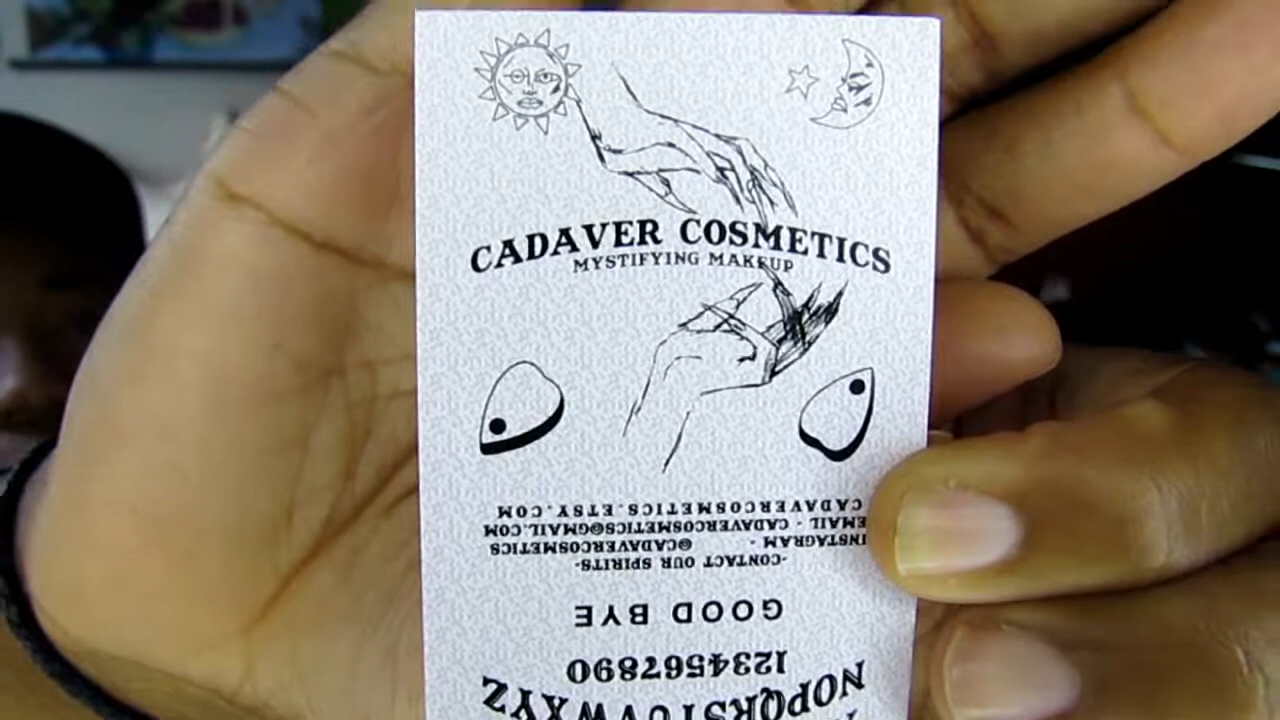 CADAVER COSMETICS
MYSTIFYING MAKEUP
NOPQRSTUVWXYZ
1234567890
GOOD BYE
-CONTACT OUR SPIRITS-
INSTAGRAM - @CADAVERCOSMETICS
EMAIL - CADAVERCOSMETICS@GMAIL.COM
CADAVERCOSMETICS.ETSY.COM